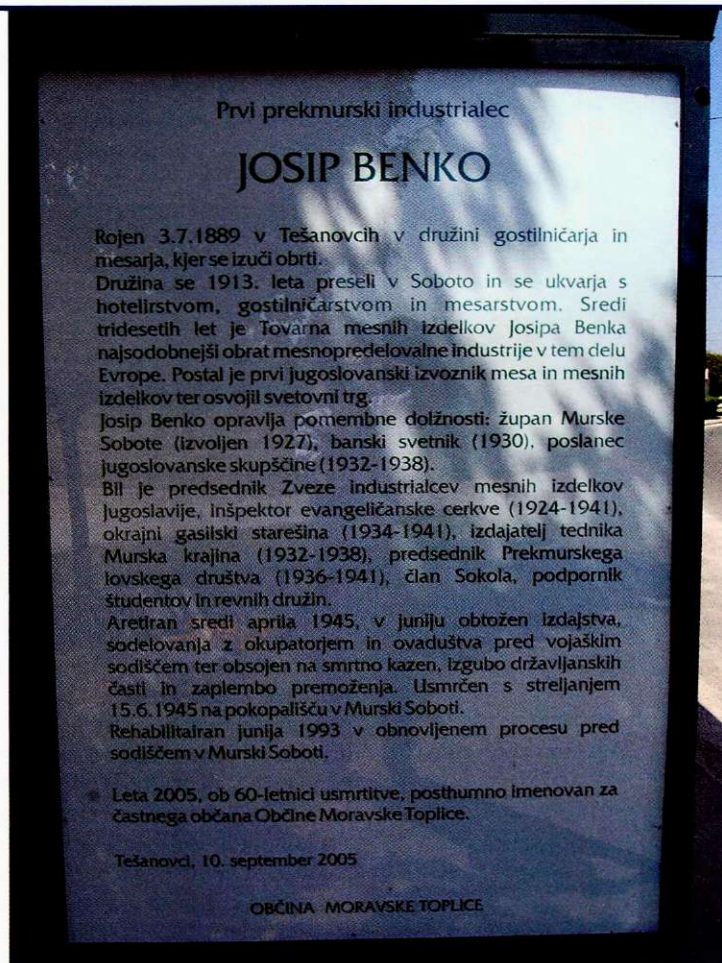 Prvi prekmurski industrialec
JOSIP BENKO
Rojen 3.7.1889 v Tešanovcih v družini gostilničarja in
mesarja, kjer se izuči obrti.
Družina se 1913. leta preseli v Soboto in se ukvarja s
hotelirstvom, gostilničarstvom in mesarstvom. Sredi
tridesetih let je Tovarna mesnih izdelkov Josipa Benka
najsodobnejši obrat mesnopredelovalne industrije v tem delu
Evrope. Postal je prvi jugoslovanski izvoznik mesa in mesnih
izdelkov ter osvojil svetovni trg.
Josip Benko opravlja pomembne dolžnosti: župan Murske
Sobote (izvoljen 1927), banski svetnik (1930), poslanec
jugoslovanske skupščine (1932-1938).
Bil je predsednik Zveze industrialcev mesnih izdelkov
Jugoslavije, inšpektor evangeličanske cerkve (1924-1941),
okrajni gasilski starešina (1934-1941), izdajatelj tednika
Murska krajina (1932-1938), predsednik Prekmurskega
lovskega društva (1936-1941), član Sokola, podpornik
študentov in revnih družin.
Aretiran sredi aprila 1945, v juniju obtožen izdajstva,
sodelovanja z okupatorjem in ovaduštva pred vojaškim
sodiščem ter obsojen na smrtno kazen, izgubo državljanskih
časti in zaplembo premoženja. Usmrčen s streljanjem
15.6.1945 na pokopališču v Murski Soboti.
Rehabilitairan junija 1993 v obnovljenem procesu pred
sodiščem v Murski Soboti.
Leta 2005, ob 60-letnici usmrtitve, posthumno imenovan za
častnega občana Občine Moravske Toplice.
Tešanovci, 10. september 2005
OBČINA MORAVSKE TOPLICE